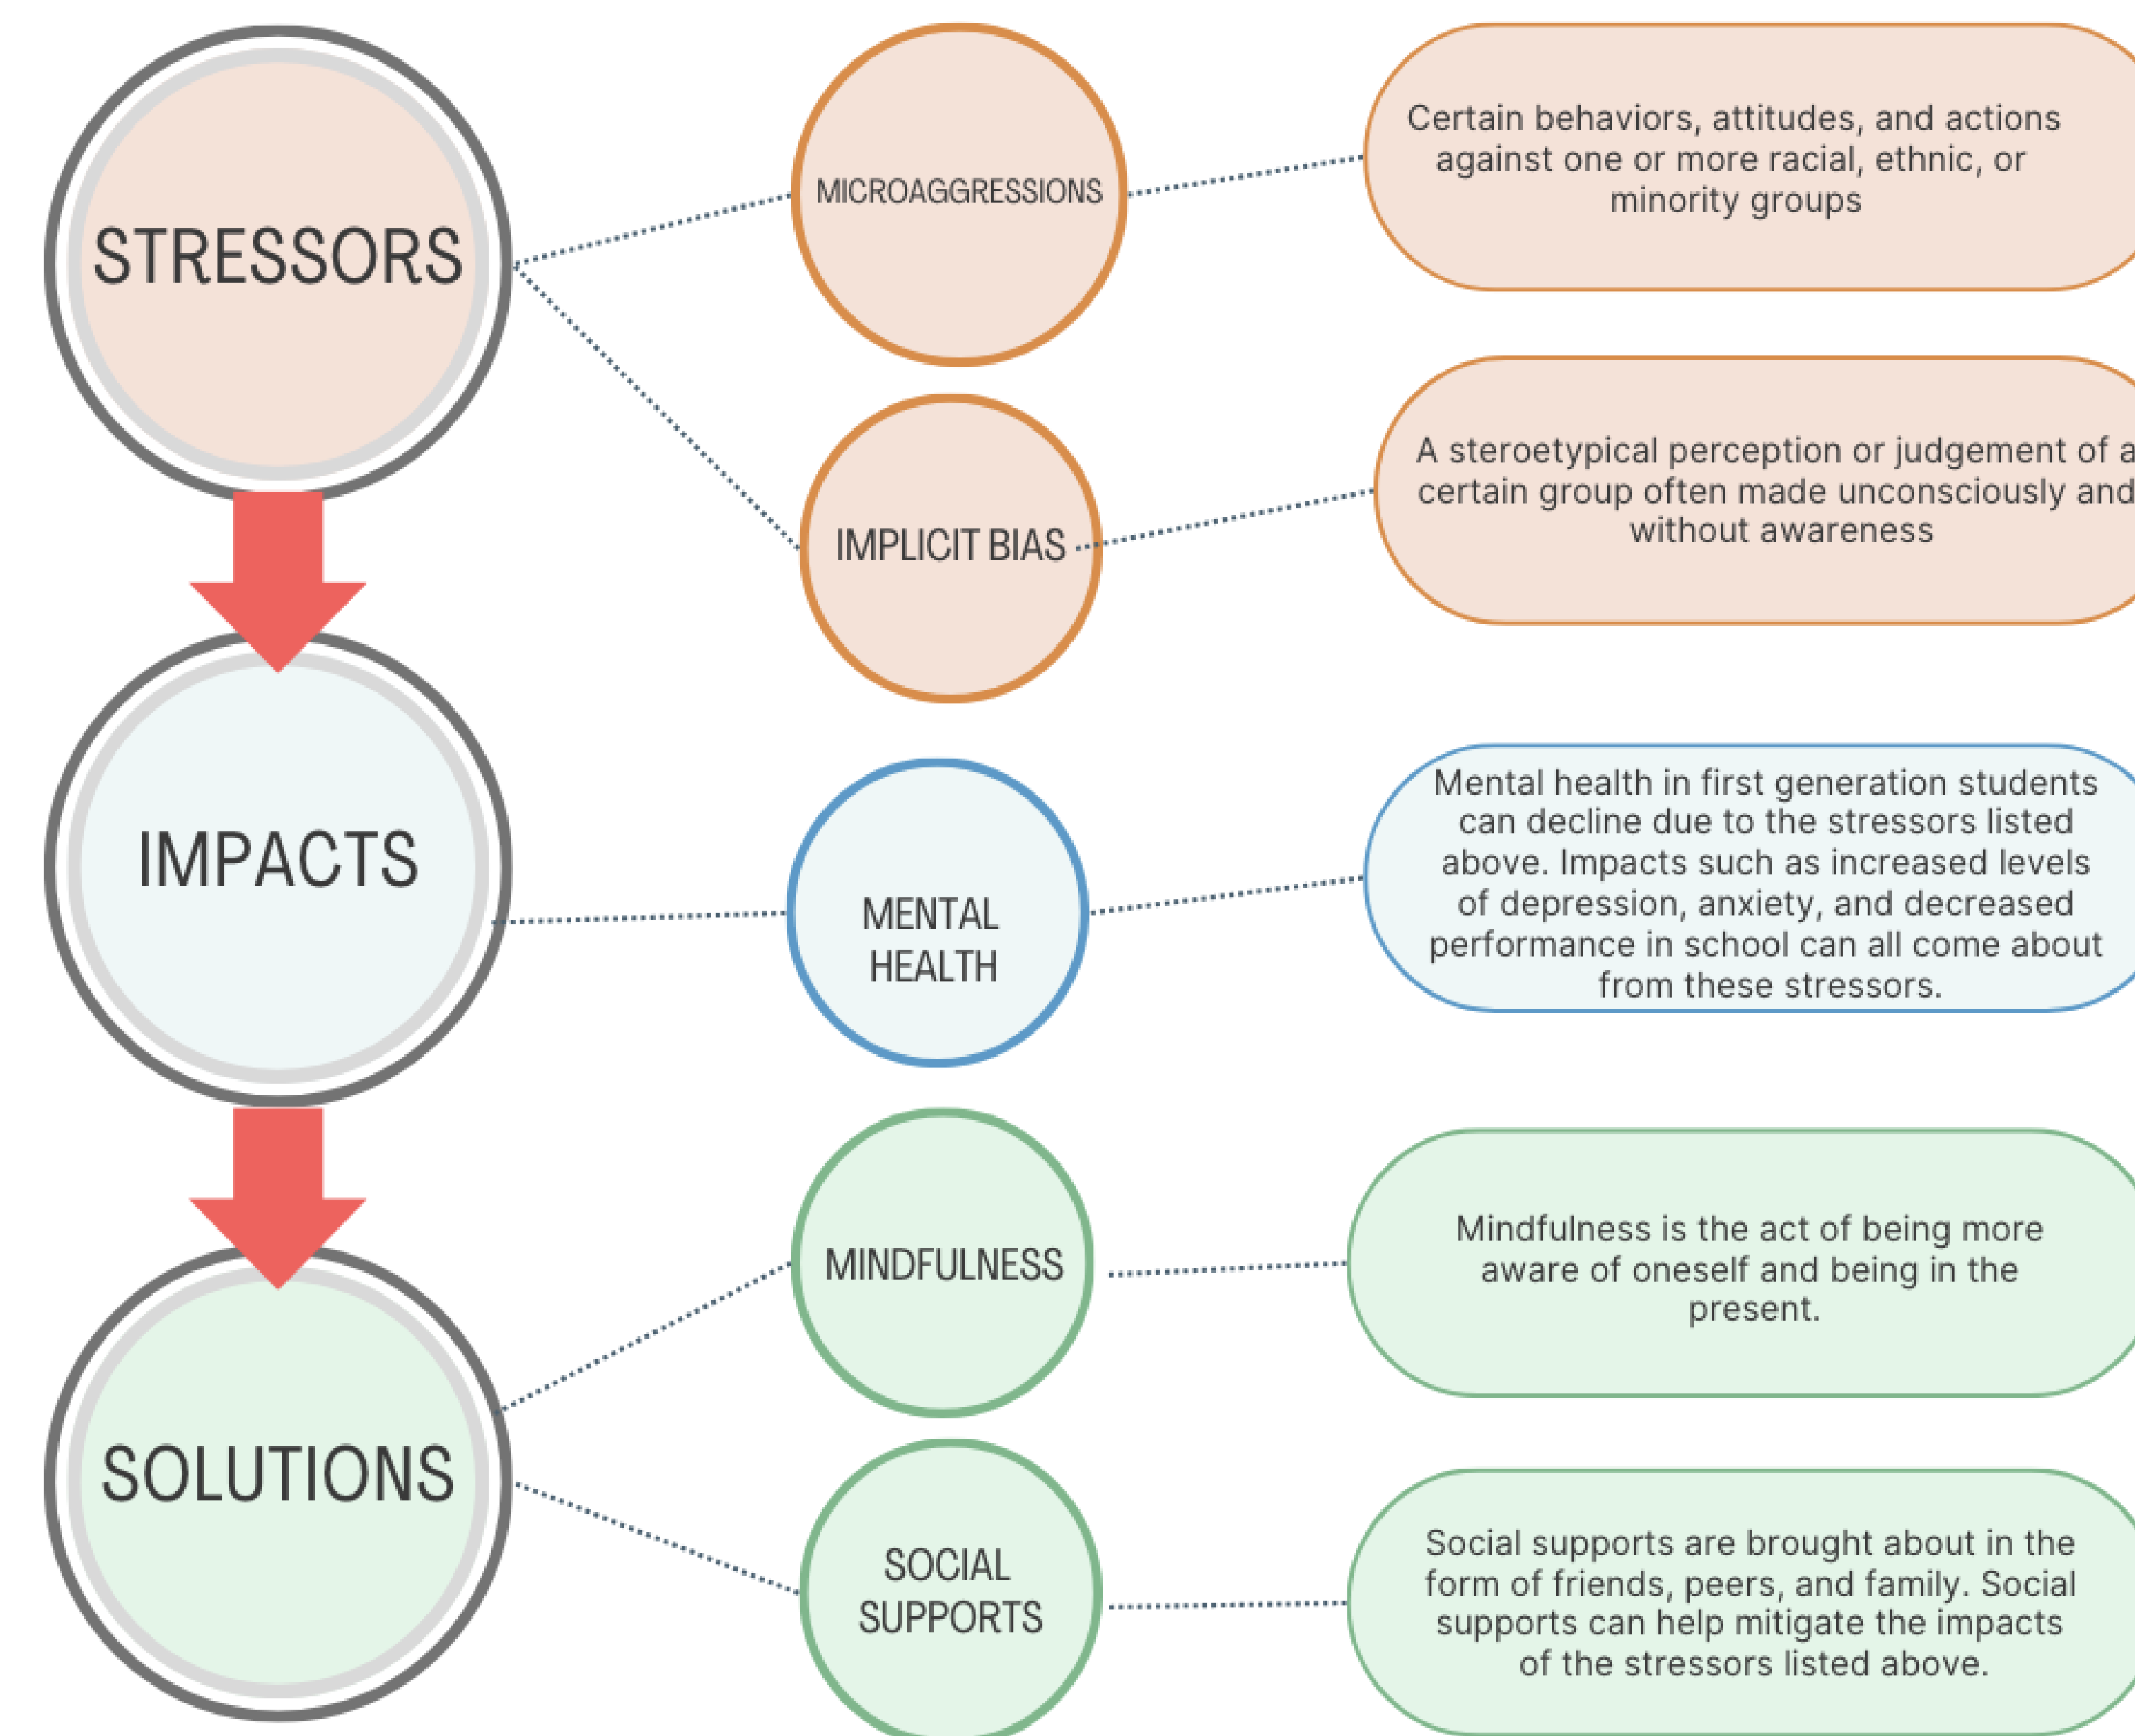 STRESSORS
MICROAGGRESSIONS
Certain behaviors, attitudes, and actions
against one or more racial, ethnic, or
minority groups
IMPLICIT BIAS
A steroetypical perception or judgement of a
certain group often made unconsciously and
without awareness
IMPACTS
MENTAL
HEALTH
Mental health in first generation students
can decline due to the stressors listed
above. Impacts such as increased levels
of depression, anxiety, and decreased
performance in school can all come about
from these stressors.
SOLUTIONS
MINDFULNESS
Mindfulness is the act of being more
aware of oneself and being in the
present.
SOCIAL
SUPPORTS
Social supports are brought about in the
form of friends, peers, and family. Social
supports can help mitigate the impacts
of the stressors listed above.